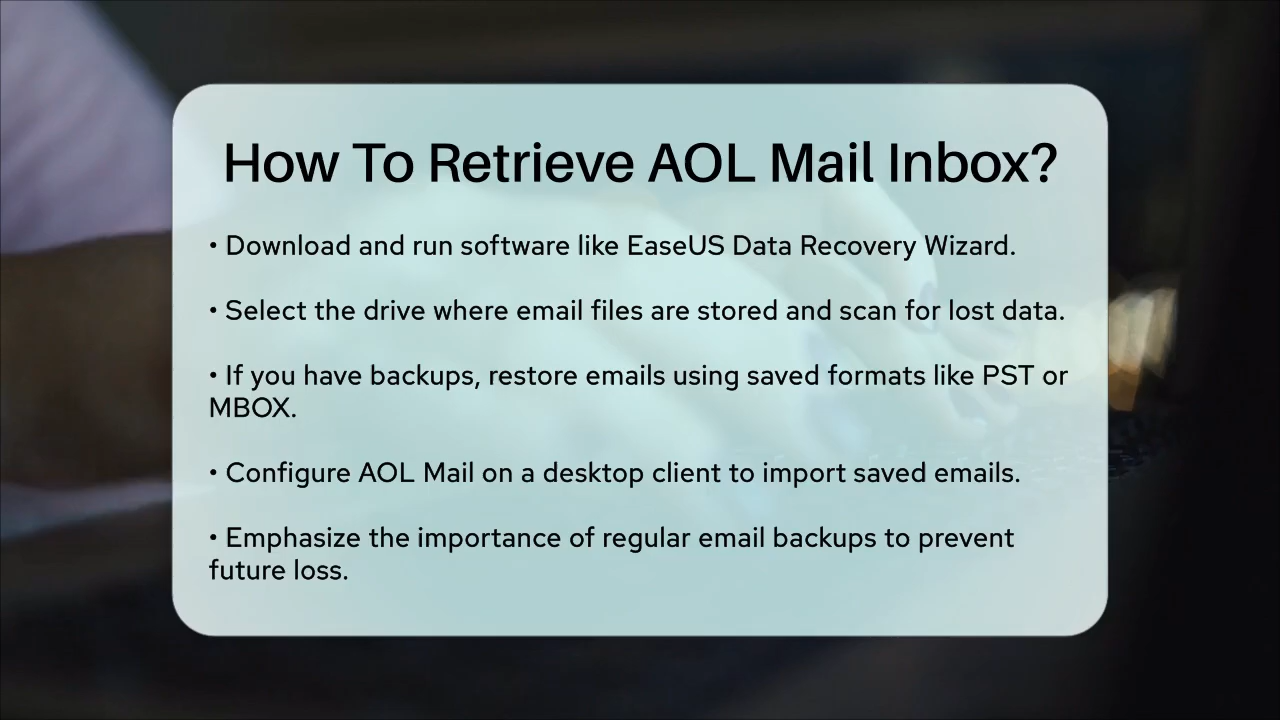 How To Retrieve AOL Mail Inbox?
• Download and run software like EaseUS Data Recovery Wizard.
• Select the drive where email files are stored and scan for lost data.
• If you have backups, restore emails using saved formats like PST or
MBOX.
• Configure AOL Mail on a desktop client to import saved emails.
• Emphasize the importance of regular email backups to prevent
future loss.